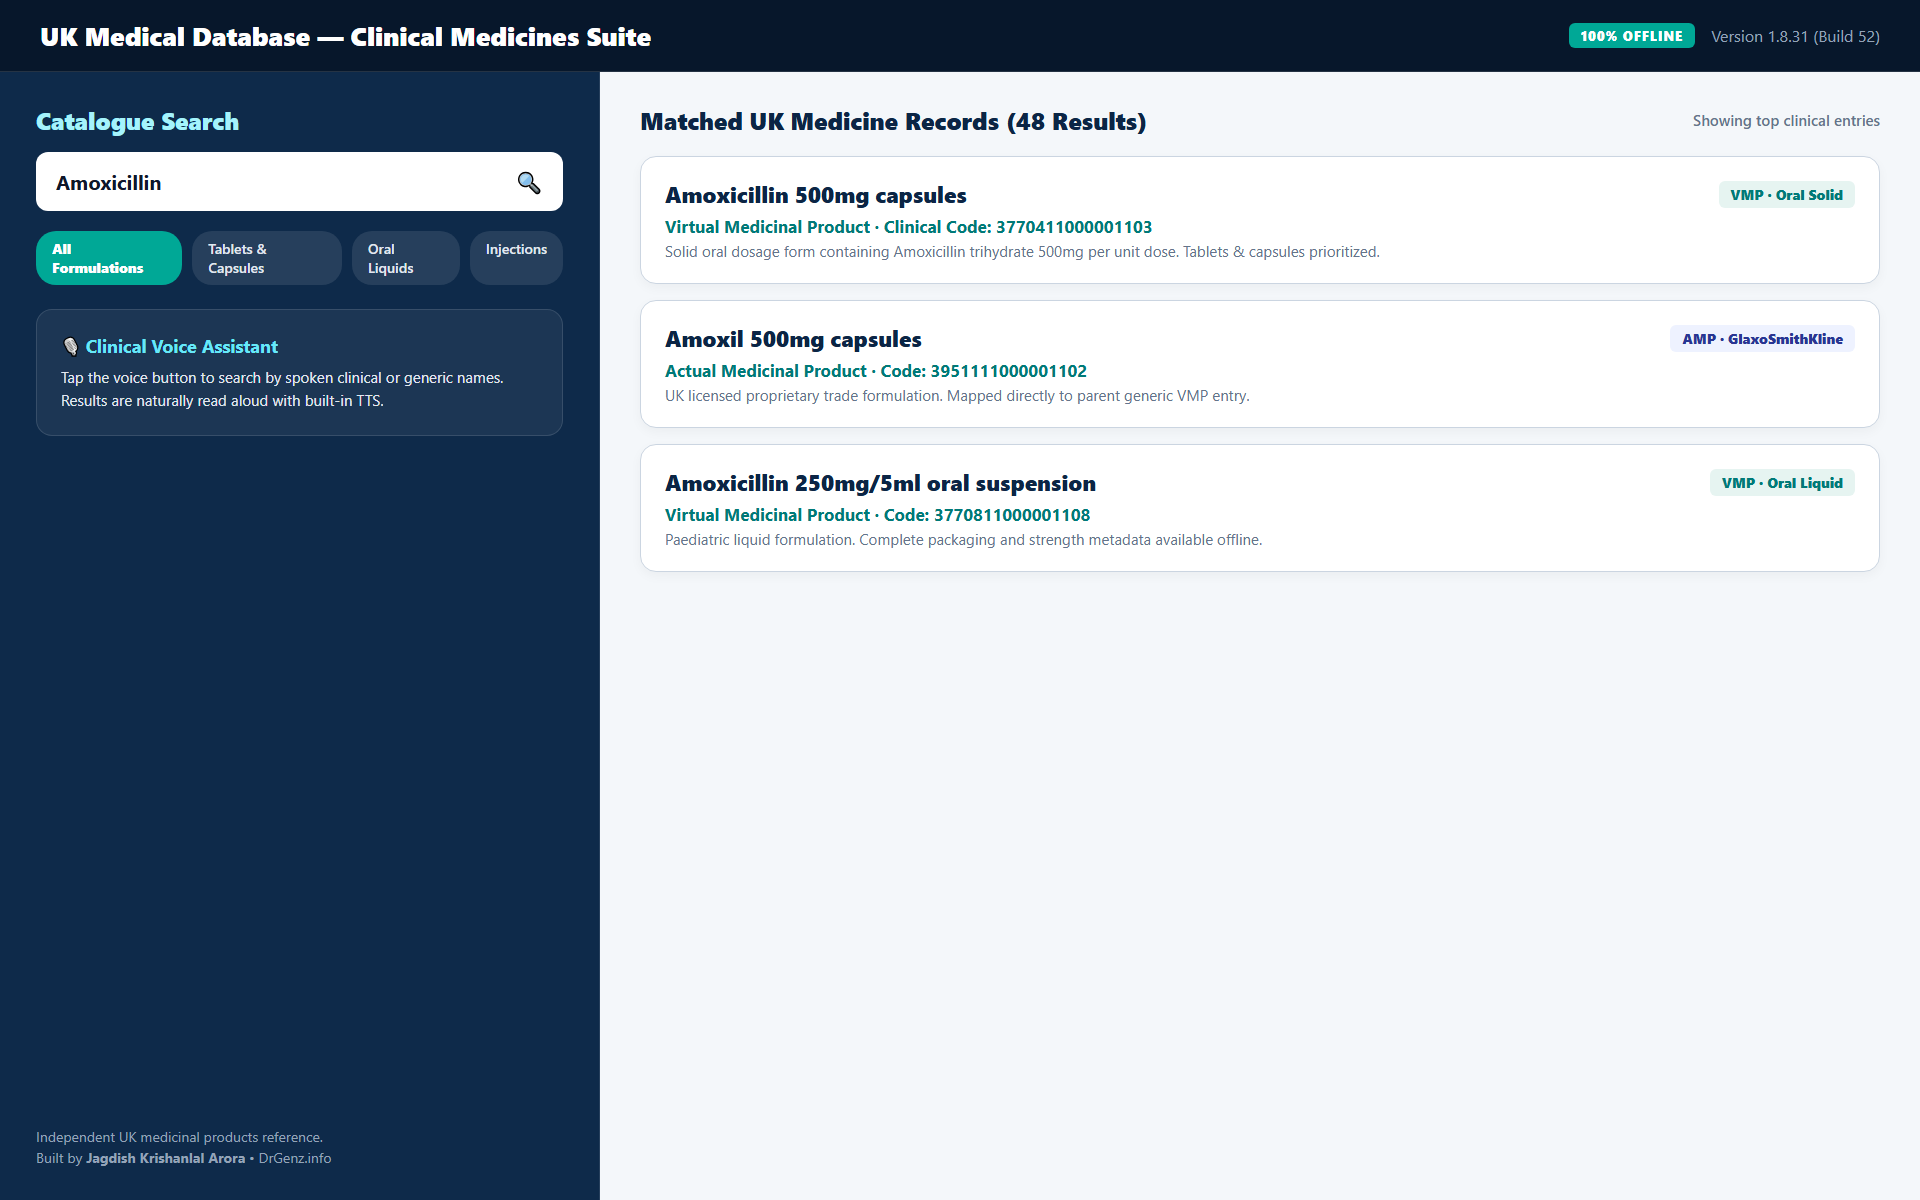 UK Medical Database — Clinical Medicines Suite
100% OFFLINE
Version 1.8.31 (Build 52)
Catalogue Search
Amoxicillin
All
Formulations
Tablets &
Capsules
Oral
Liquids
Injections
Clinical Voice Assistant
Tap the voice button to search by spoken clinical or generic names.
Results are naturally read aloud with built-in TTS.
Independent UK medicinal products reference.
Built by Jagdish Krishanlal Arora • DrGenz.info
Matched UK Medicine Records (48 Results)
Showing top clinical entries
Amoxicillin 500mg capsules
VMP · Oral Solid
Virtual Medicinal Product · Clinical Code: 3770411000001103
Solid oral dosage form containing Amoxicillin trihydrate 500mg per unit dose. Tablets & capsules prioritized.
Amoxil 500mg capsules
AMP · GlaxoSmithKline
Actual Medicinal Product · Code: 3951111000001102
UK licensed proprietary trade formulation. Mapped directly to parent generic VMP entry.
Amoxicillin 250mg/5ml oral suspension
VMP · Oral Liquid
Virtual Medicinal Product · Code: 3770811000001108
Paediatric liquid formulation. Complete packaging and strength metadata available offline.